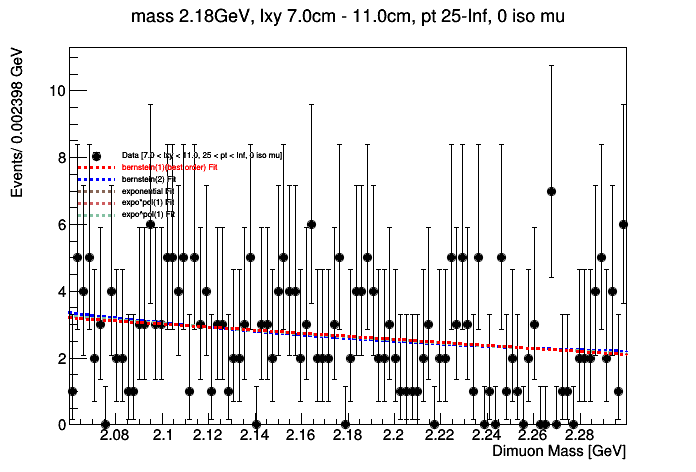 mass 2.18GeV, lxy 7.0cm - 11.0cm, pt 25-Inf, 0 iso mu
Events/ 0.002398 GeV
10
8
6
4
2
0
Data [7.0 < lxy < 11.0, 25 < pt < Inf, 0 iso mu]
bernstein(1)(best order) Fit
bernstein(2) Fit
exponential Fit
expo*pol(1) Fit
expo^pol(1) Fit
2.08 2.1 2.12 2.14 2.16 2.18 2.2 2.22 2.24 2.26 2.28
Dimuon Mass [GeV]